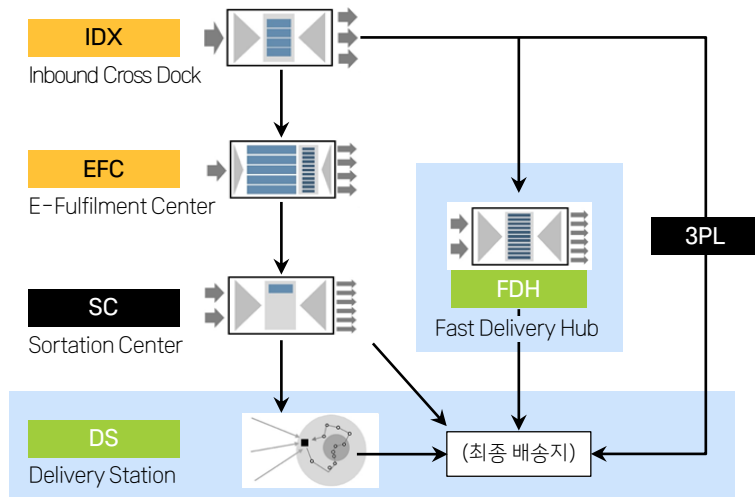 IDX
Inbound Cross Dock
EFC
E-Fulfilment Center
3PL
SC
FDH
Sortation Center
Fast Delivery Hub
DS
(최종 배송지)
Delivery Station